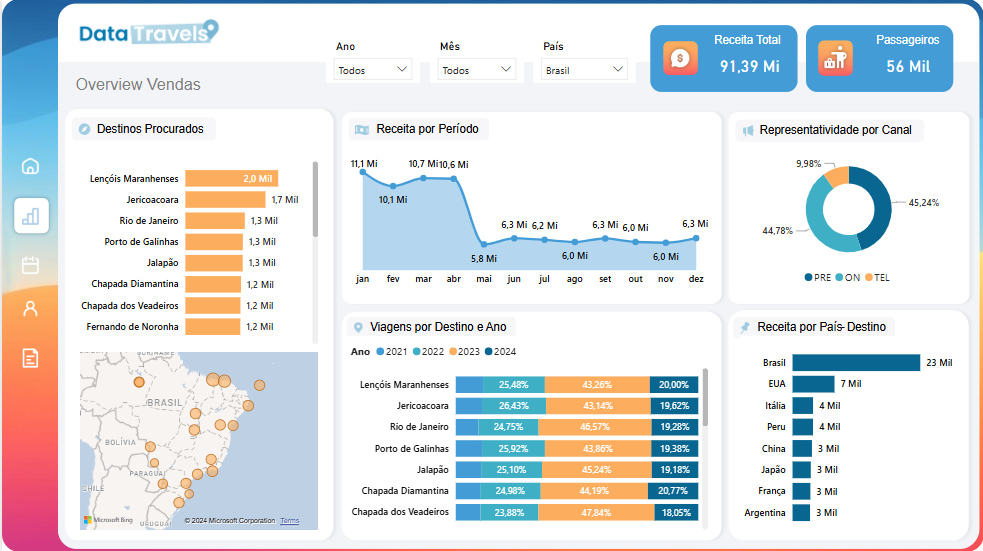 Data Travels
Ano
Mês
País
Todos
Todos
Brasil
Receita Total
91,39 Mi
Passageiros
56 Mil
Overview Vendas
Destinos Procurados
Lençóis Maranhenses 2,0 Mil
Jericoacoara 1,7 Mil
Rio de Janeiro 1,3 Mil
Porto de Galinhas 1,3 Mil
Jalapão 1,3 Mil
Chapada Diamantina 1,2 Mil
Chapada dos Veadeiros 1,2 Mil
Fernando de Noronha 1,2 Mil
SURINAME
BRASIL
BOLÍVIA
PARAGUAI
CHILE
URUGUAI
Microsoft Bing
© 2024 Microsoft Corporation Terms
Receita por Período
11,1 Mi
10,1 Mi
10,7 Mi
10,6 Mi
5,8 Mi
6,3 Mi
6,2 Mi
6,0 Mi
6,3 Mi
6,0 Mi
6,0 Mi
6,3 Mi
jan fev mar abr mai jun jul ago set out nov dez
Representatividade por Canal
9,98%
45,24%
44,78%
PRE ON TEL
Viagens por Destino e Ano
Ano 2021 2022 2023 2024
Lençóis Maranhenses 25,48% 43,26% 20,00%
Jericoacoara 26,43% 43,14% 19,62%
Rio de Janeiro 24,75% 46,57% 19,28%
Porto de Galinhas 25,92% 43,86% 19,38%
Jalapão 25,10% 45,24% 19,18%
Chapada Diamantina 24,98% 44,19% 20,77%
Chapada dos Veadeiros 23,88% 47,84% 18,05%
Receita por País-Destino
Brasil 23 Mil
EUA 7 Mil
Itália 4 Mil
Peru 4 Mil
China 3 Mil
Japão 3 Mil
França 3 Mil
Argentina 3 Mil